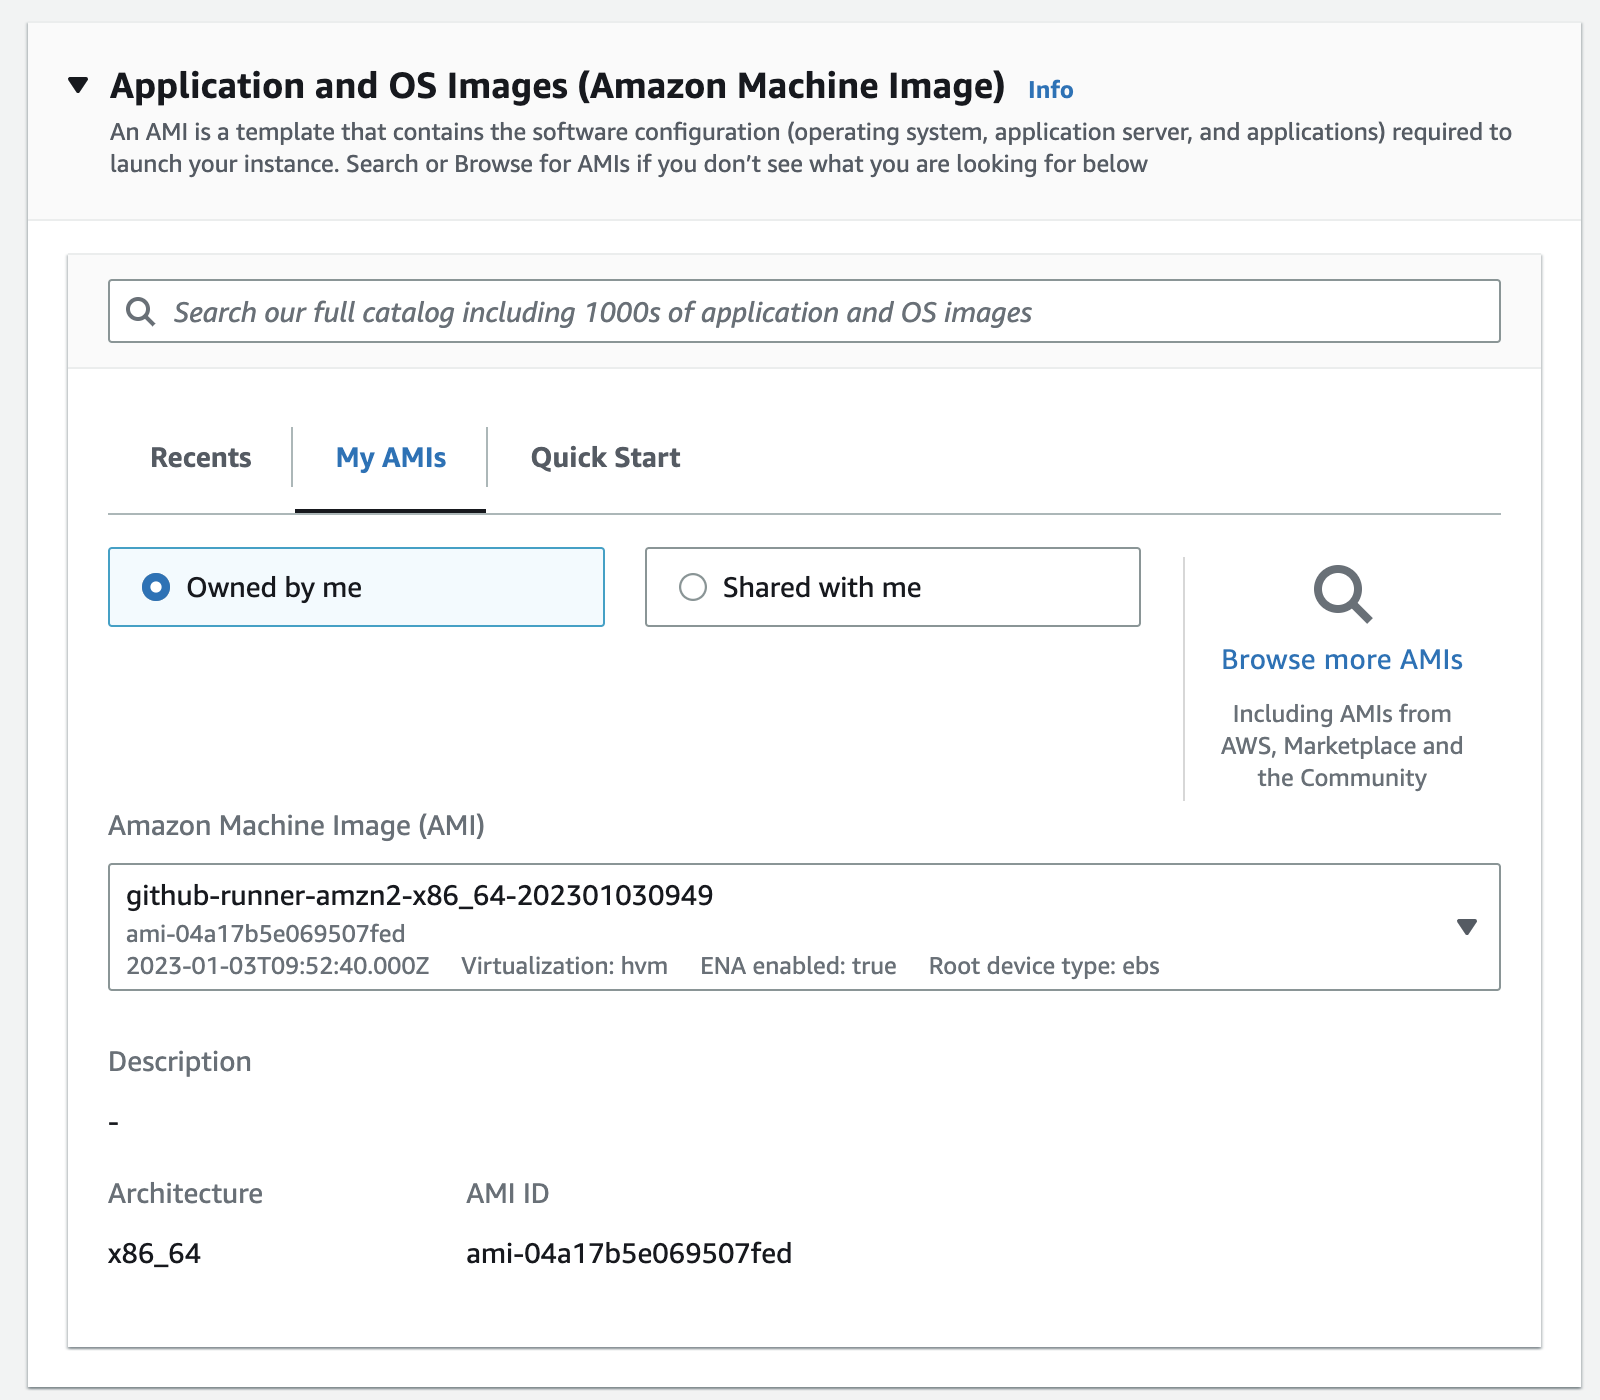 Application and OS Images (Amazon Machine Image) Info
An AMI is a template that contains the software configuration (operating system, application server, and applications) required to
launch your instance. Search or Browse for AMIs if you don’t see what you are looking for below
Search our full catalog including 1000s of application and OS images
Recents My AMIs Quick Start
Owned by me Shared with me
Browse more AMIs
Including AMIs from
AWS, Marketplace and
the Community
Amazon Machine Image (AMI)
github-runner-amzn2-x86_64-202301030949
ami-04a17b5e069507fed
2023-01-03T09:52:40.000Z Virtualization: hvm ENA enabled: true Root device type: ebs
Description
-
Architecture AMI ID
x86_64 ami-04a17b5e069507fed